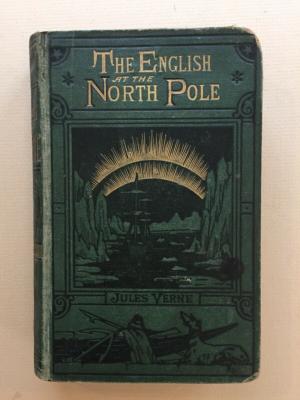 THE ENGLISH
AT THE
NORTH POLE
JULES VERNE